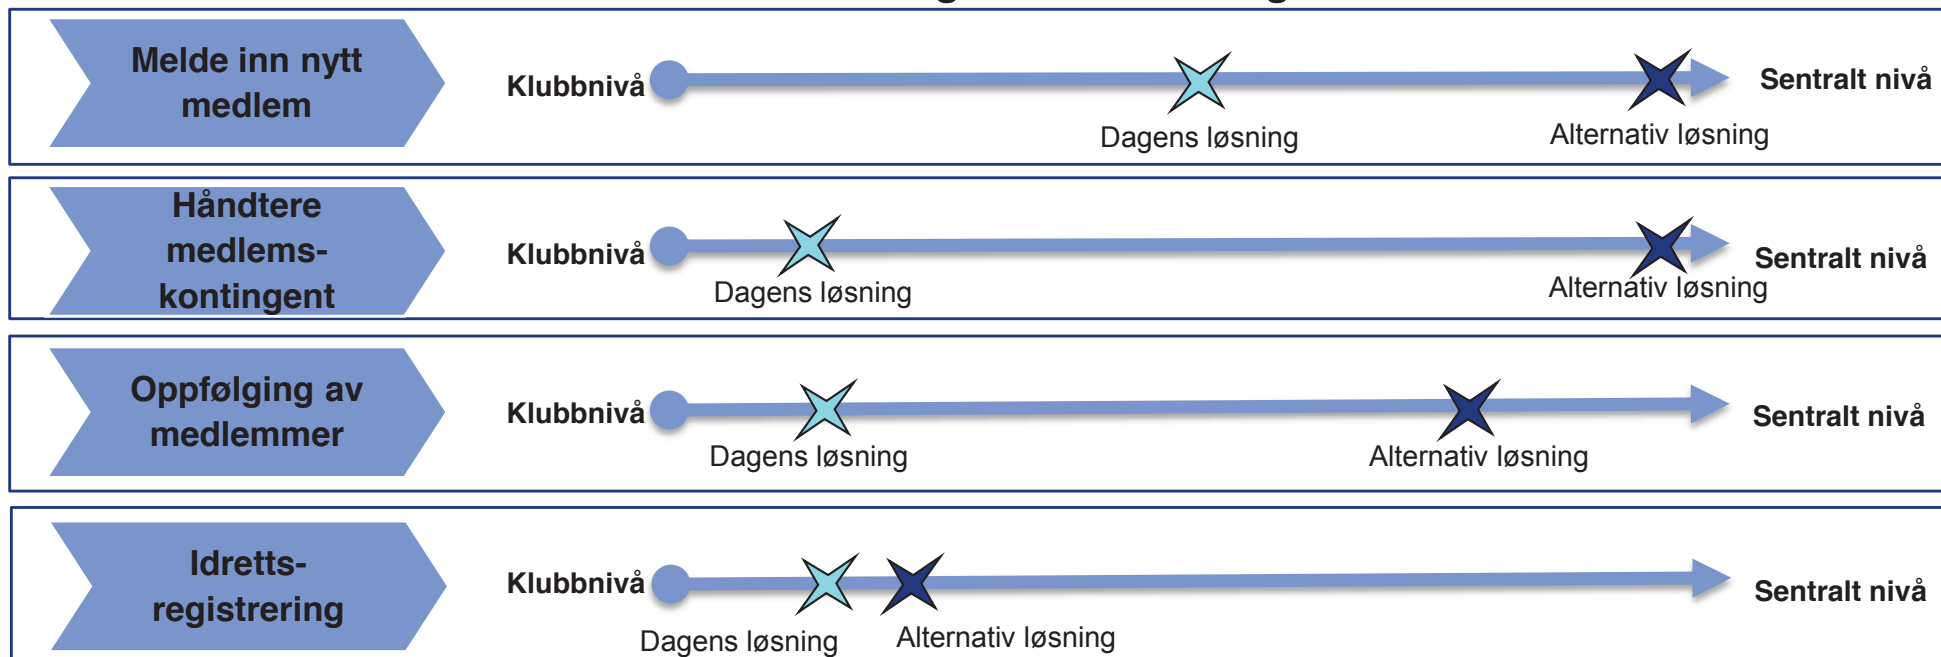 Melde inn nytt
medlem
Klubbnivå
Sentralt nivå
Dagens løsning
Alternativ løsning
Håndtere
medlems-
kontingent
Klubbnivå
Sentralt nivå
Dagens løsning
Alternativ løsning
Oppfølging av
medlemmer
Klubbnivå
Sentralt nivå
Dagens løsning
Alternativ løsning
Idretts-
registrering
Klubbnivå
Sentralt nivå
Dagens løsning
Alternativ løsning